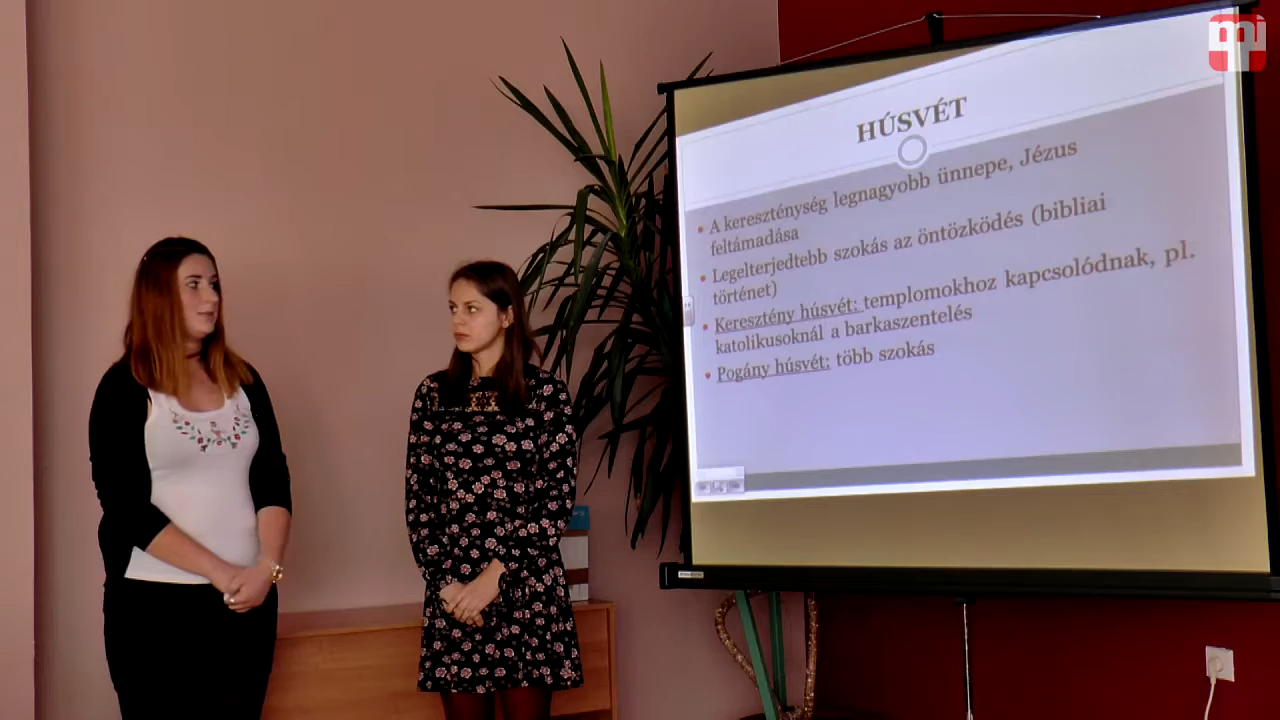 HÚSVÉT
A kereszténység legnagyobb ünnepe, Jézus
feltámadása
Legelterjedtebb szokás az öntözködés (bibliai
történet)
Keresztény húsvét: templomokhoz kapcsolódnak, pl.
katolikusoknál a barkaszentelés
Pogány húsvét: több szokás